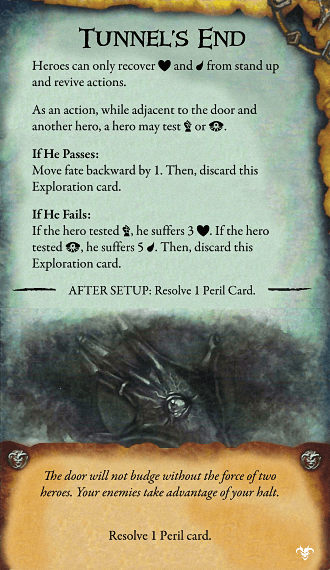 Tunnel's End
Heroes can only recover and from stand up
and revive actions.
As an action, while adjacent to the door and
another hero, a hero may test or .
If He Passes:
Move fate backward by 1. Then, discard this
Exploration card.
If He Fails:
If the hero tested , he suffers 3 . If the hero
tested , he suffers 5 . Then, discard this
Exploration card.
AFTER SETUP: Resolve 1 Peril Card.
The door will not budge without the force of two
heroes. Your enemies take advantage of your halt.
Resolve 1 Peril card.